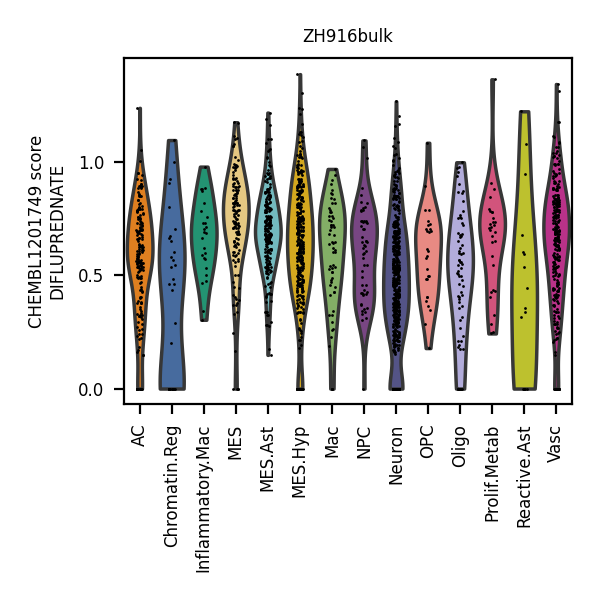 ZH916bulk
CHEMBL1201749 score
DIFLUPREDNATE
1.0
0.5
0.0
AC
Chromatin.Reg
Inflammatory.Mac
MES
MES.Ast
MES.Hyp
Mac
NPC
Neuron
OPC
Oligo
Prolif.Metab
Reactive.Ast
Vasc